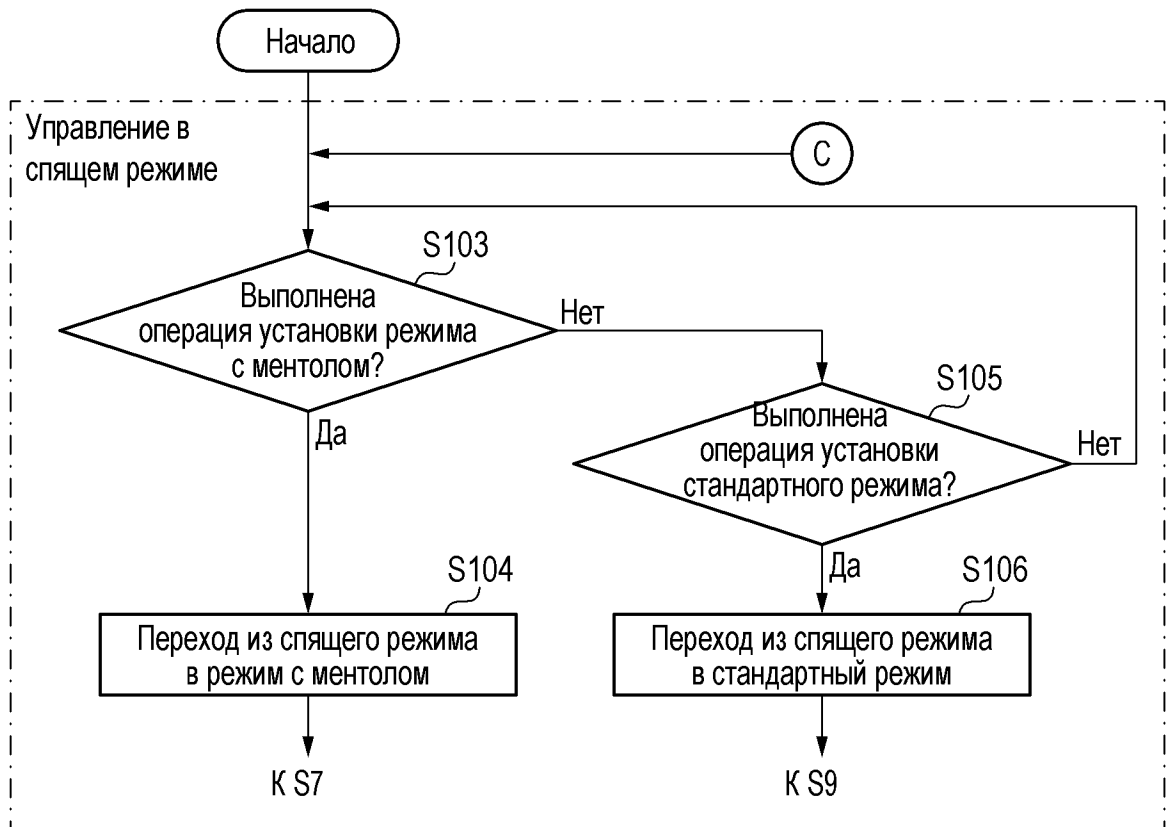 Начало
Управление в
спящем режиме
C
S103
Выполнена
операция установки режима
с ментолом?
Нет
Да
S105
Выполнена
операция установки
стандартного режима?
Нет
Да
S104
Переход из спящего режима
в режим с ментолом
S106
Переход из спящего режима
в стандартный режим
К S7
К S9